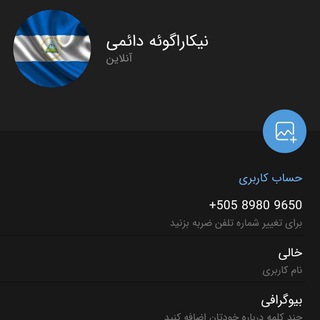 نیکاراگوئه دائمی
آنلاین
حساب کاربری
+505 8980 9650
برای تغییر شماره تلفن ضربه بزنید
خالی
نام کاربری
بیوگرافی
چند کلمه درباره خودتان اضافه کنید